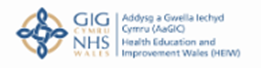 GIG
CYMRU
NHS
WALES
Addysg a Gwella Iechyd
Cymru (AaGIC)
Health Education and
Improvement Wales (HEIW)